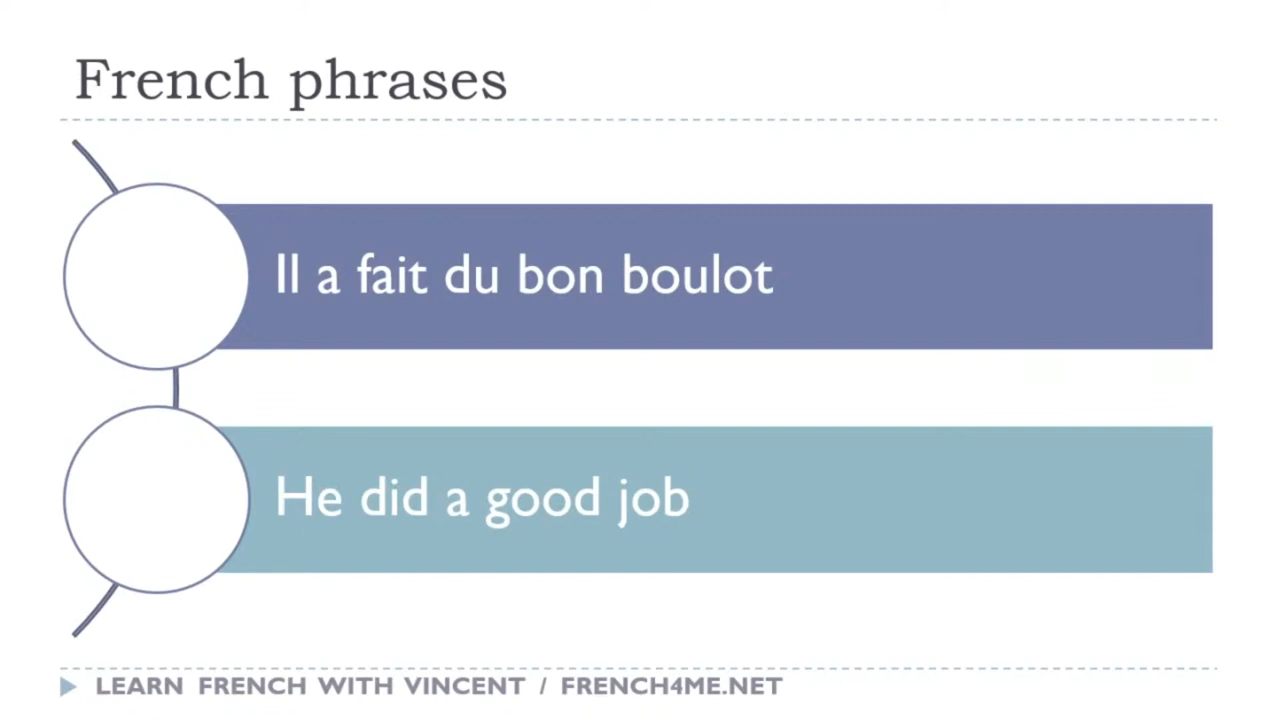 French phrases
Il a fait du bon boulot
He did a good job
LEARN FRENCH WITH VINCENT / FRENCH4ME.NET